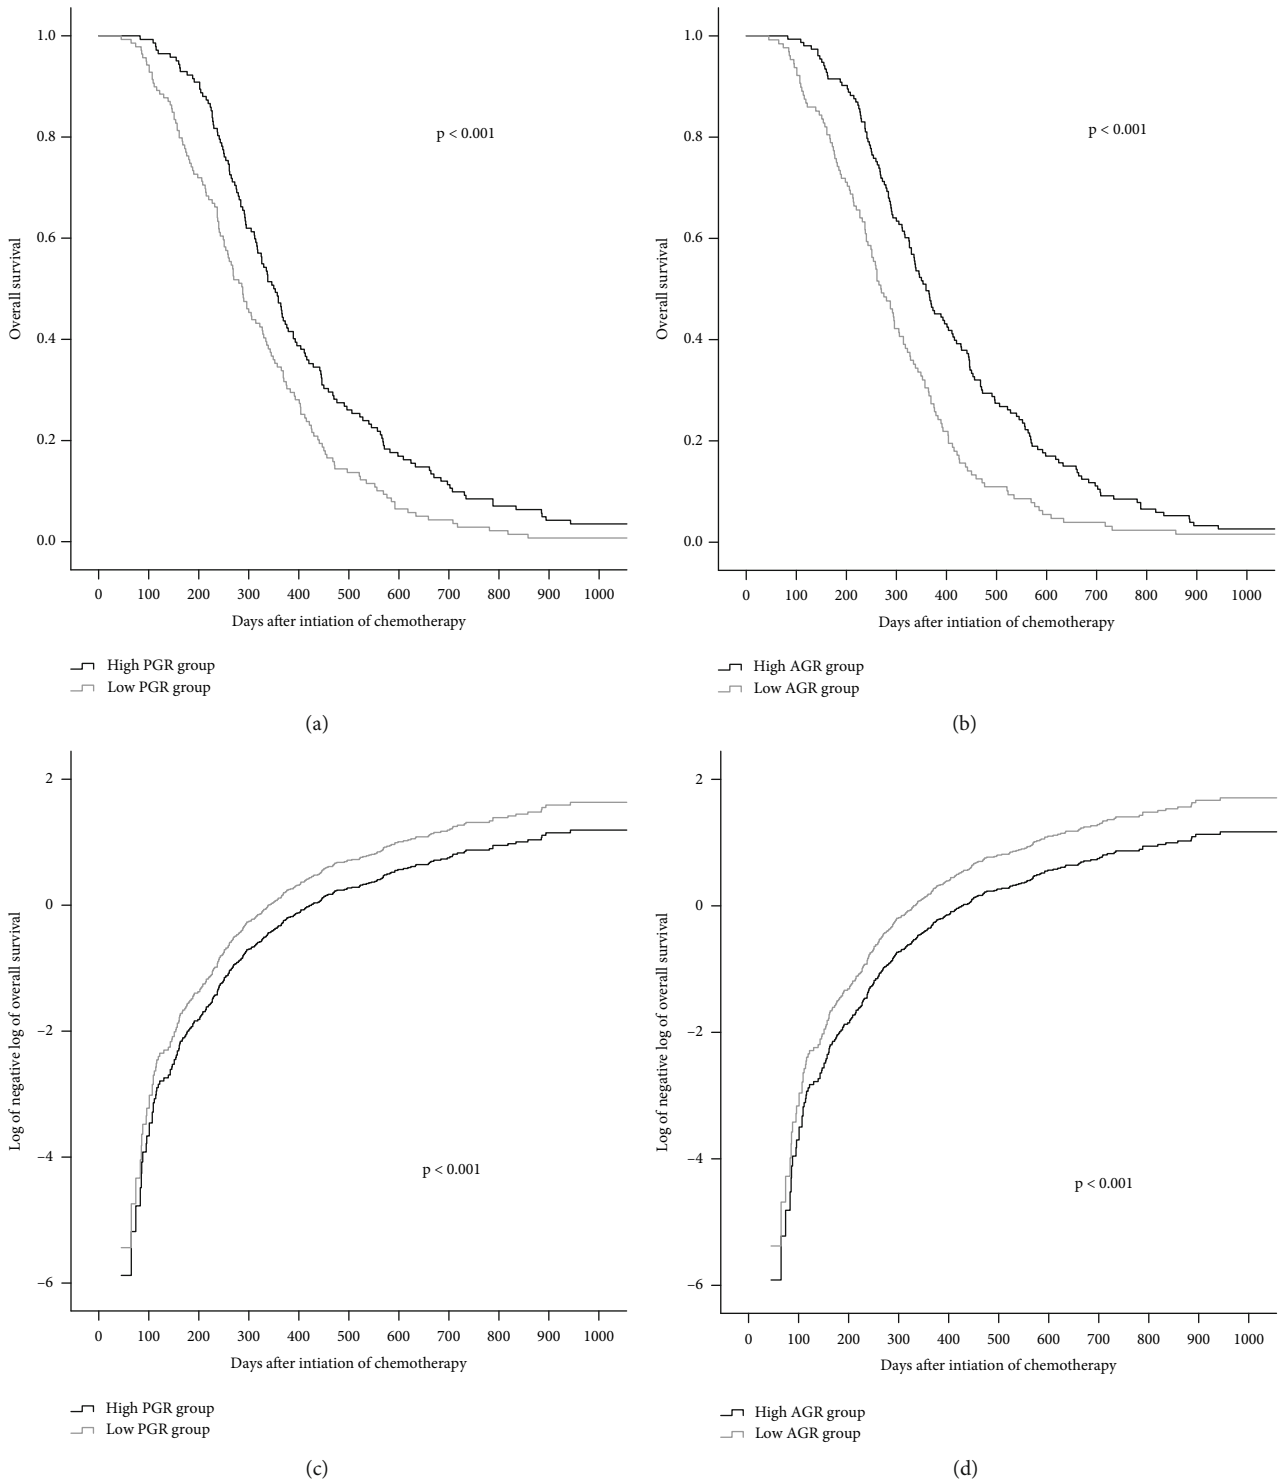 1.0
0.8
0.6
0.4
0.2
0.0
Overall survival
p < 0.001
0 100 200 300 400 500 600 700 800 900 1000
Days after intiation of chemotherapy
High PGR group
Low PGR group
(a)
1.0
0.8
0.6
0.4
0.2
0.0
Overall survival
p < 0.001
0 100 200 300 400 500 600 700 800 900 1000
Days after intiation of chemotherapy
High AGR group
Low AGR group
(b)
2
0
−2
−4
−6
Log of negative log of overall survival
p < 0.001
0 100 200 300 400 500 600 700 800 900 1000
Days after intiation of chemotherapy
High PGR group
Low PGR group
(c)
2
0
−2
−4
−6
Log of negative log of overall survival
p < 0.001
0 100 200 300 400 500 600 700 800 900 1000
Days after intiation of chemotherapy
High AGR group
Low AGR group
(d)